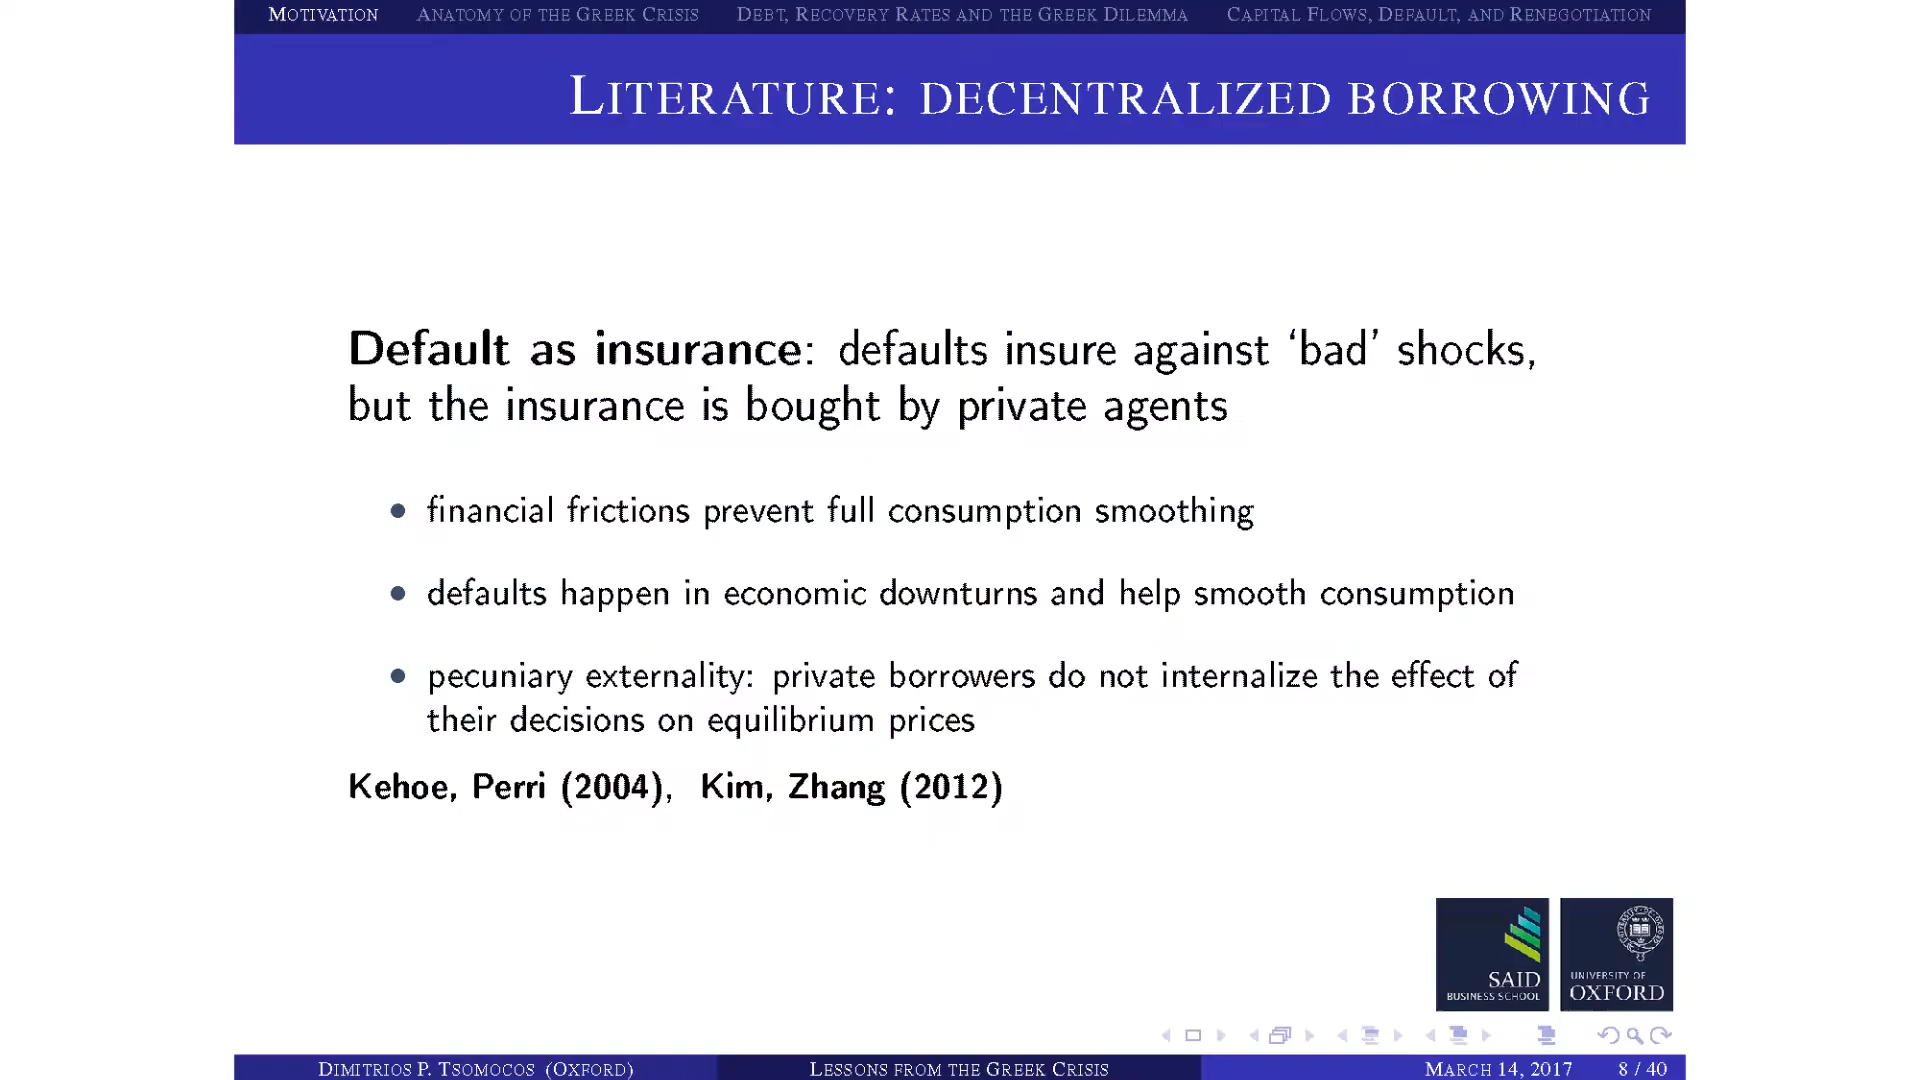 MOTIVATION ANATOMY OF THE GREEK CRISIS DEBT, RECOVERY RATES AND THE GREEK DILEMMA CAPITAL FLOWS, DEFAULT, AND RENEGOTIATION
LITERATURE: DECENTRALIZED BORROWING
Default as insurance: defaults insure against ‘bad’ shocks,
but the insurance is bought by private agents
• financial frictions prevent full consumption smoothing
• defaults happen in economic downturns and help smooth consumption
• pecuniary externality: private borrowers do not internalize the effect of
their decisions on equilibrium prices
Kehoe, Perri (2004), Kim, Zhang (2012)
SAID
BUSINESS SCHOOL
UNIVERSITY OF
OXFORD
DIMITRIOS P. TSOMOCOS (OXFORD) LESSONS FROM THE GREEK CRISIS MARCH 14, 2017 8 / 40